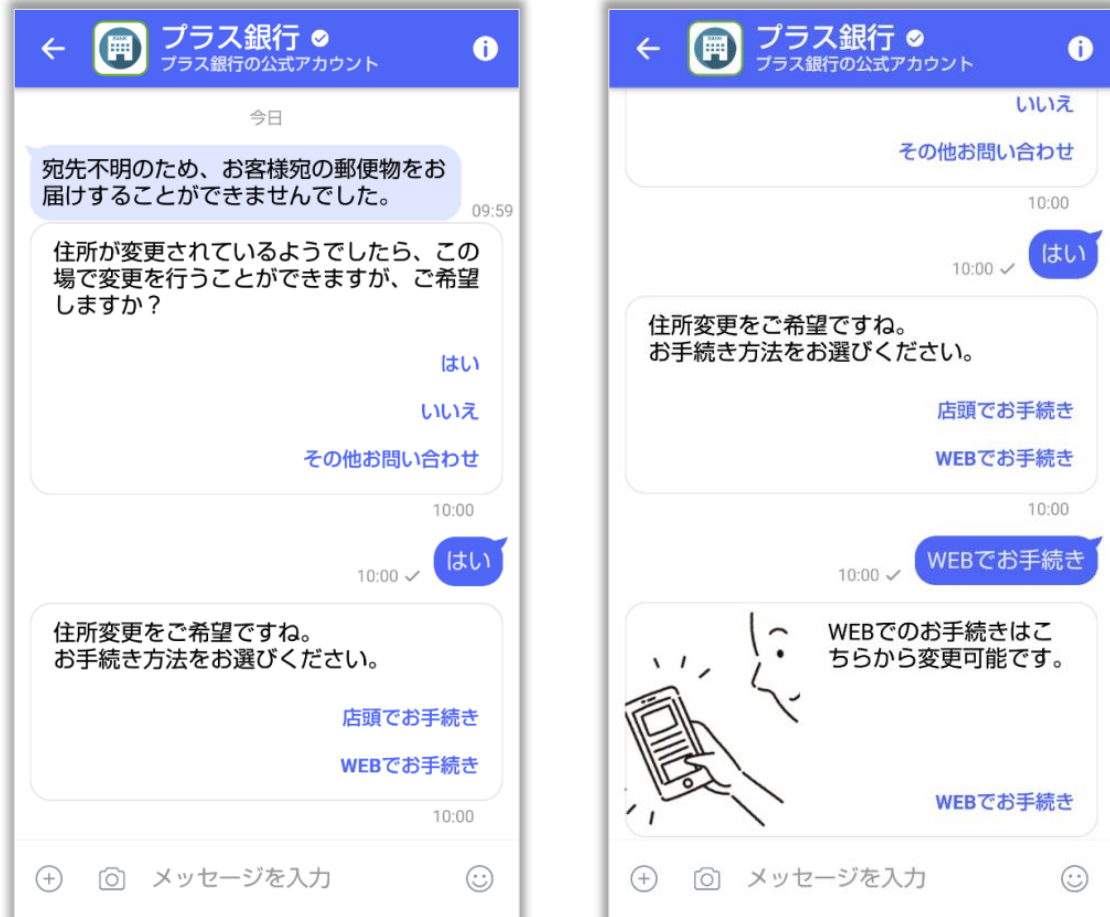 プラス銀行
プラス銀行の公式アカウント
今日
宛先不明のため、お客様宛の郵便物をお
届けすることができませんでした。
09:59
住所が変更されているようでしたら、この
場で変更を行うことができますが、ご希望
しますか？
はい
いいえ
その他お問い合わせ
10:00
はい
10:00
住所変更をご希望ですね。
お手続き方法をお選びください。
店頭でお手続き
WEBでお手続き
10:00
メッセージを入力
プラス銀行
プラス銀行の公式アカウント
いいえ
その他お問い合わせ
10:00
はい
10:00
住所変更をご希望ですね。
お手続き方法をお選びください。
店頭でお手続き
WEBでお手続き
10:00
WEBでお手続き
10:00
WEBでのお手続きはこ
ちらから変更可能です。
WEBでお手続き
メッセージを入力